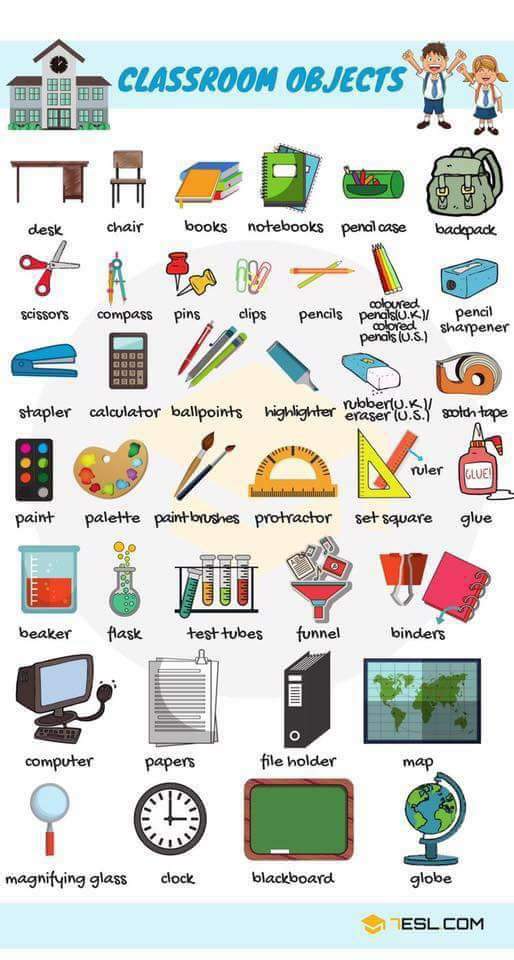 CLASSROOM OBJECTS
desk chair books notebooks pencil case backpack
scissors compass pins clips pencils
coloured
pencils(U.K.)/
colored
pencils (U.S.)
pencil
sharpener
stapler calculator ballpoints highlighter
rubber(U.K.)/
eraser (U.S.)
scotch tape
ruler
GLUE!
paint palette paint brushes protractor set square glue
beaker flask test tubes funnel binders
computer papers file holder map
magnifying glass clock blackboard globe
7ESL.COM